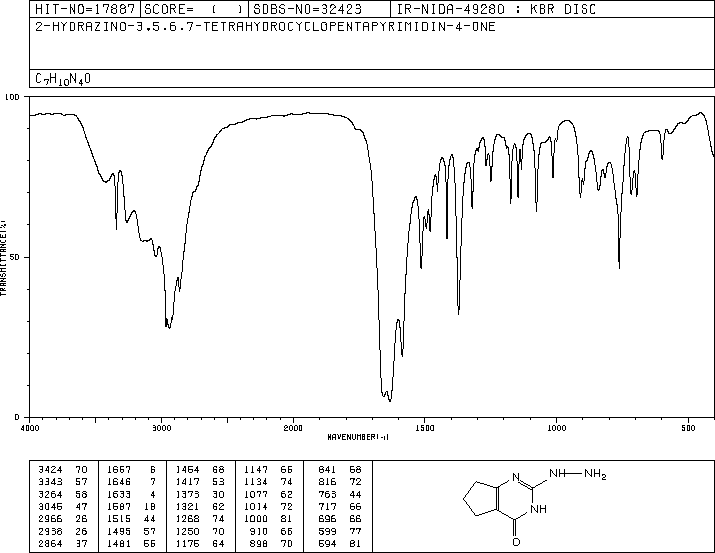 HIT-NO=17887 SCORE= ( ) SDBS-NO=32423 IR-NIDA-49280 : KBR DISC
2-HYDRAZINO-3,5,6,7-TETRAHYDROCYCLOPENTAPYRIMIDIN-4-ONE
C7H10N4O
100
TRANSMITTANCE(%)
50
0
4000 3000 2000 1500 1000 500
WAVENUMBER(-1)
3424 70 1667 6 1454 68 1147 66 841 68
3343 57 1646 7 1417 53 1134 74 816 72
3264 58 1633 4 1373 30 1077 62 763 44
3045 47 1587 18 1321 62 1014 72 717 66
2966 26 1515 44 1268 74 1000 81 696 66
2938 26 1495 57 1250 70 910 66 599 77
2864 37 1481 56 1176 64 898 70 594 81
N NH NH2
NH
O